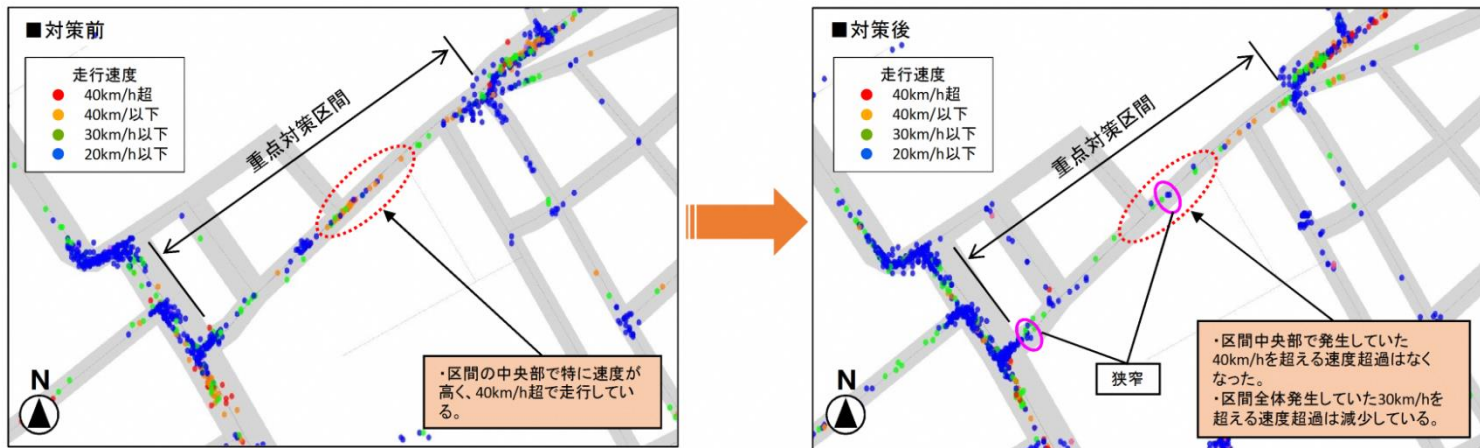 ■対策前
走行速度
40km/h超
40km/以下
30km/h以下
20km/h以下
重点対策区間
・区間の中央部で特に速度が
高く、40km/h超で走行してい
る。
N
■対策後
走行速度
40km/h超
40km/以下
30km/h以下
20km/h以下
重点対策区間
狭窄
・区間中央部で発生していた
40km/hを超える速度超過はなく
なった。
・区間全体発生していた30km/hを
超える速度超過は減少している。
N